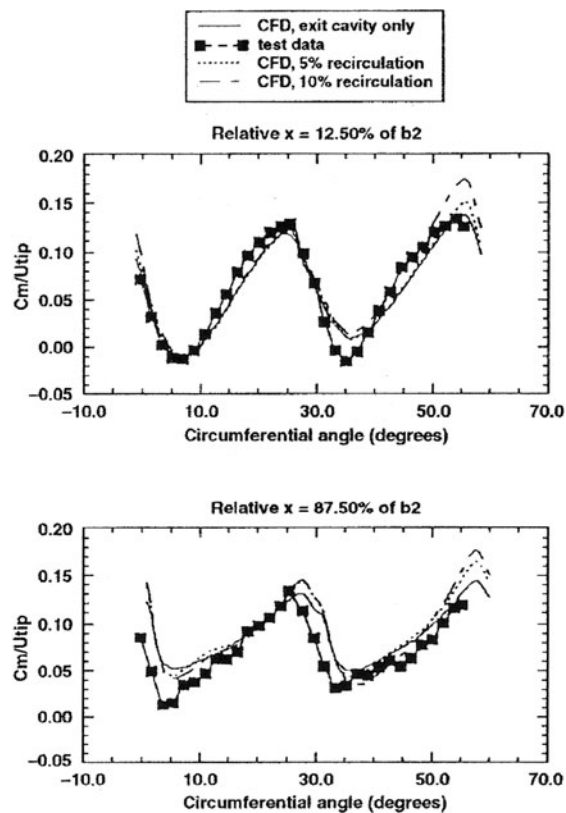 CFD, exit cavity only
test data
CFD, 5% recirculation
CFD, 10% recirculation
Relative x = 12.50% of b2
0.20
0.15
0.10
0.05
0.00
−0.05
Cm/Utip
−10.0 10.0 30.0 50.0 70.0
Circumferential angle (degrees)
Relative x = 87.50% of b2
0.20
0.15
0.10
0.05
0.00
−0.05
Cm/Utip
−10.0 10.0 30.0 50.0 70.0
Circumferential angle (degrees)